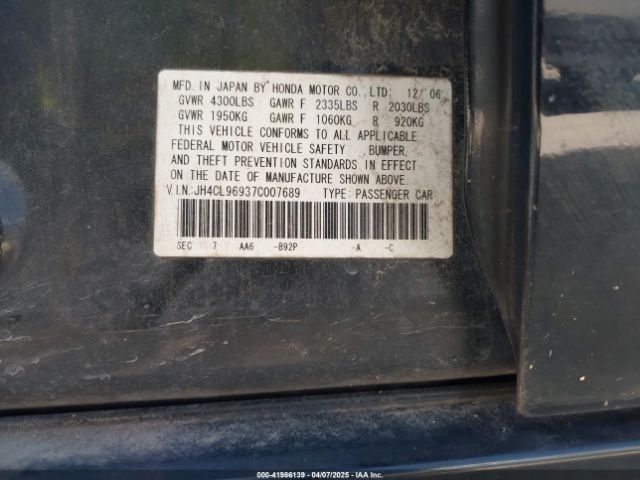 MFD. IN JAPAN BY HONDA MOTOR CO.,LTD. 12/06
GVWR 4300LBS GAWR F 2335LBS R 2030LBS
GVWR 1950KG GAWR F 1060KG R 920KG
THIS VEHICLE CONFORMS TO ALL APPLICABLE
FEDERAL MOTOR VEHICLE SAFETY ,BUMPER,
AND THEFT PREVENTION STANDARDS IN EFFECT
ON THE DATE OF MANUFACTURE SHOWN ABOVE.
V.I.N.:JH4CL96937C007689 TYPE: PASSENGER CAR
SEC 7 AA6 -B92P -A -C
000-41986139 04/07/2025 - IAAI.COM